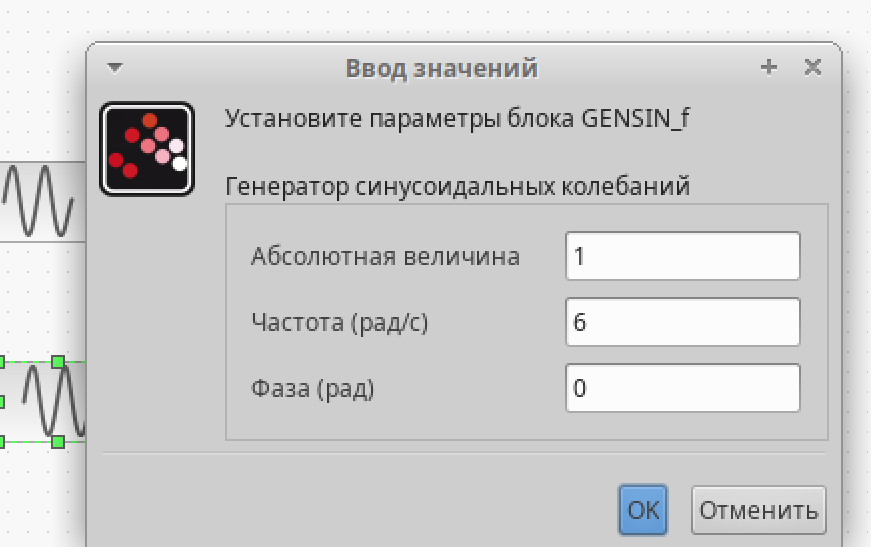 Ввод значений
Установите параметры блока GENSIN_f
Генератор синусоидальных колебаний
Абсолютная величина 1
Частота (рад/с) 6
Фаза (рад) 0
OK Отменить